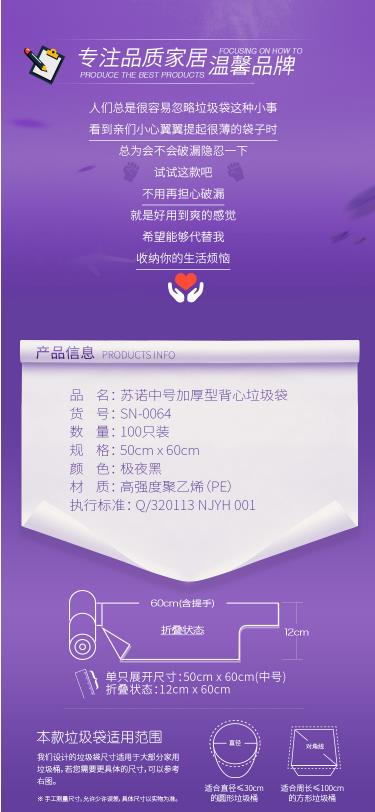 专注品质家居 FOCUSING ON HOW TO
PRODUCE THE BEST PRODUCTS 温馨品牌
人们总是很容易忽略垃圾袋这种小事
看到亲们小心翼翼提起很薄的袋子时
总为会不会破漏隐忍一下
试试这款吧
不用再担心破漏
就是好用到爽的感觉
希望能够代替我
收纳你的生活烦恼
产品信息 PRODUCTS INFO
品 名：苏诺中号加厚型背心垃圾袋
货 号：SN-0064
数 量：100只装
规 格：50cm x 60cm
颜 色：极夜黑
材 质：高强度聚乙烯（PE）
执行标准：Q/320113 NJYH 001
60cm(含提手)
折叠状态
12cm
单只展开尺寸：50cm x 60cm(中号)
折叠状态：12cm x 60cm
本款垃圾袋适用范围
我们设计的垃圾袋尺寸适用于大部分家用
垃圾桶，若您需要更具体的尺寸，可以参考
右图。
※ 手工测量尺寸，允许少许误差，具体尺寸以实物为准。
直径
适合直径≤30cm
的圆形垃圾桶
对角线
适合周长≤100cm
的方形垃圾桶